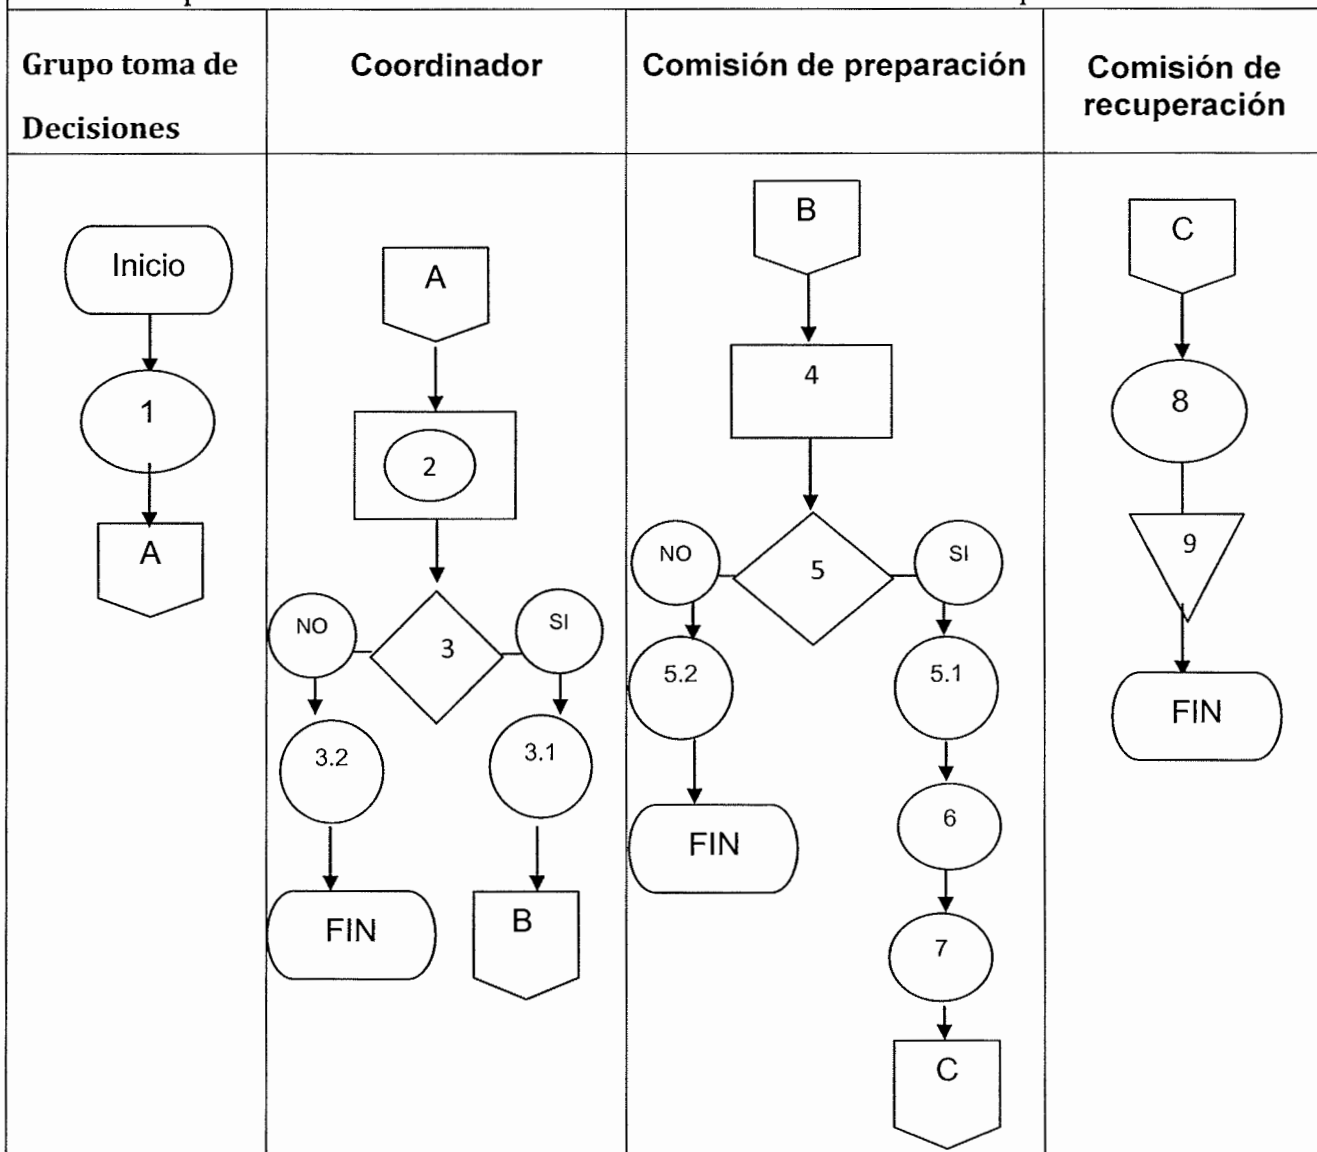 Grupo toma de
Decisiones
Coordinador
Comisión de preparación
Comisión de
recuperación
Inicio
1
A
A
2
3
NO
SI
3.2
3.1
FIN
B
B
4
5
NO
SI
5.2
5.1
FIN
6
7
C
C
8
9
FIN